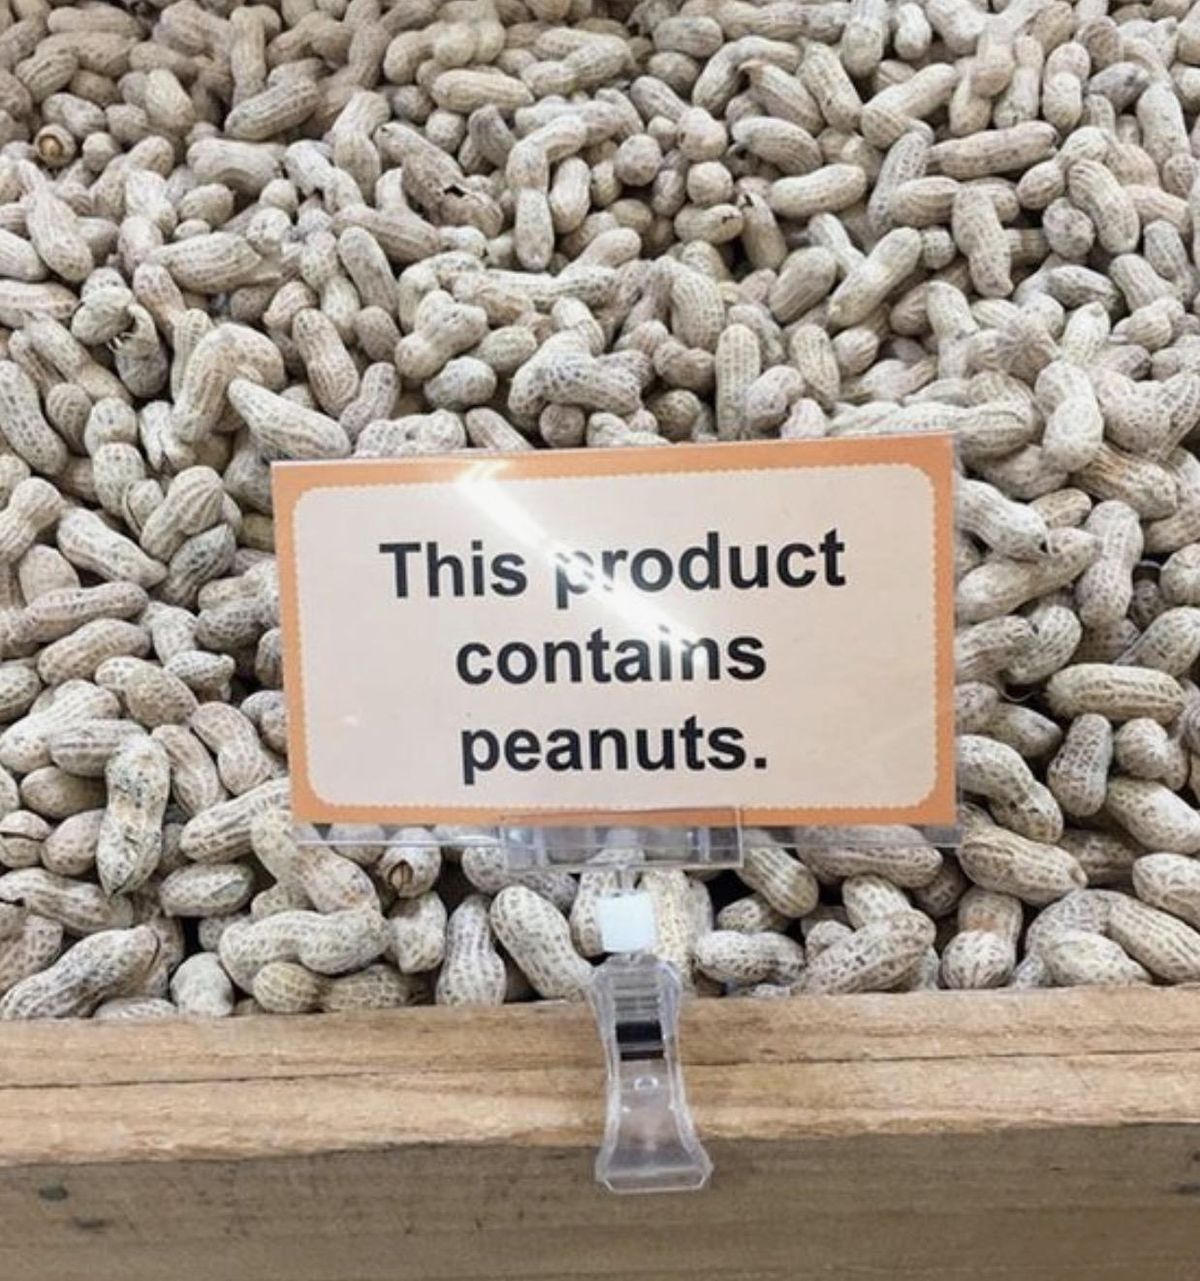 This product
contains
peanuts.